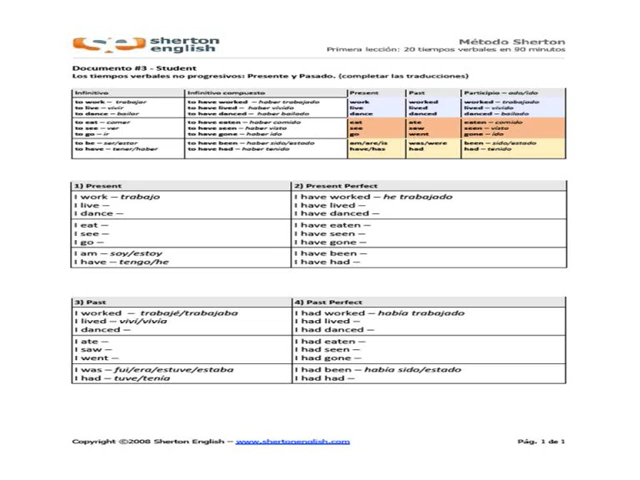 sherton
english
Método Sherton
Primera lección: 20 tiempos verbales en 90 minutos
Documento #3 - Student
Los tiempos verbales no progresivos: Presente y Pasado. (completar las traducciones)
Infinitivo Infinitivo compuesto Present Past Participio – ado/ido
to work – trabajar to have worked – haber trabajado work worked worked – trabajado
to live – vivir to have lived – haber vivido live lived lived – vivido
to dance – bailar to have danced – haber bailado dance danced danced – bailado
to eat – comer to have eaten – haber comido eat ate eaten – comido
to see – ver to have seen – haber visto see saw seen – visto
to go – ir to have gone – haber ido go went gone – ido
to be – ser/estar to have been – haber sido/estado am/are/is was/were been – sido/estado
to have – tener/haber to have had – haber tenido have/has had had – tenido
1) Present 2) Present Perfect
I work – trabajo I have worked – he trabajado
I live – I have lived –
I dance – I have danced –
I eat – I have eaten –
I see – I have seen –
I go – I have gone –
I am – soy/estoy I have been –
I have – tengo/he I have had –
3) Past 4) Past Perfect
I worked – trabajé/trabajaba I had worked – había trabajado
I lived – viví/vivía I had lived –
I danced – I had danced –
I ate – I had eaten –
I saw – I had seen –
I went – I had gone –
I was – fui/era/estuve/estaba I had been – había sido/estado
I had – tuve/tenía I had had –
Copyright ©2008 Sherton English – www.shertonenglish.com Pág. 1 de 1